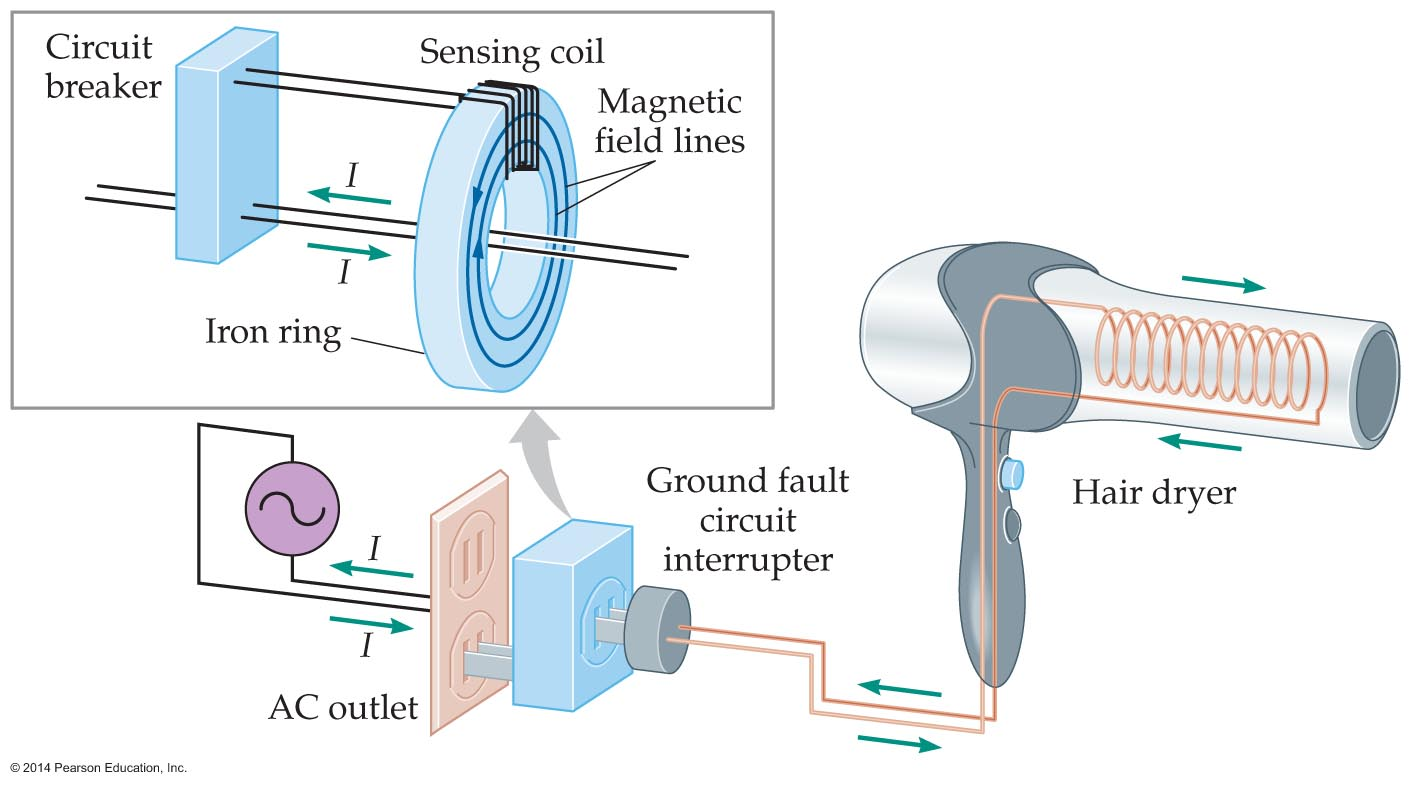 Circuit
breaker
Sensing coil
Magnetic
field lines
I
I
Iron ring
Ground fault
circuit
interrupter
Hair dryer
I
I
AC outlet
© 2014 Pearson Education, Inc.